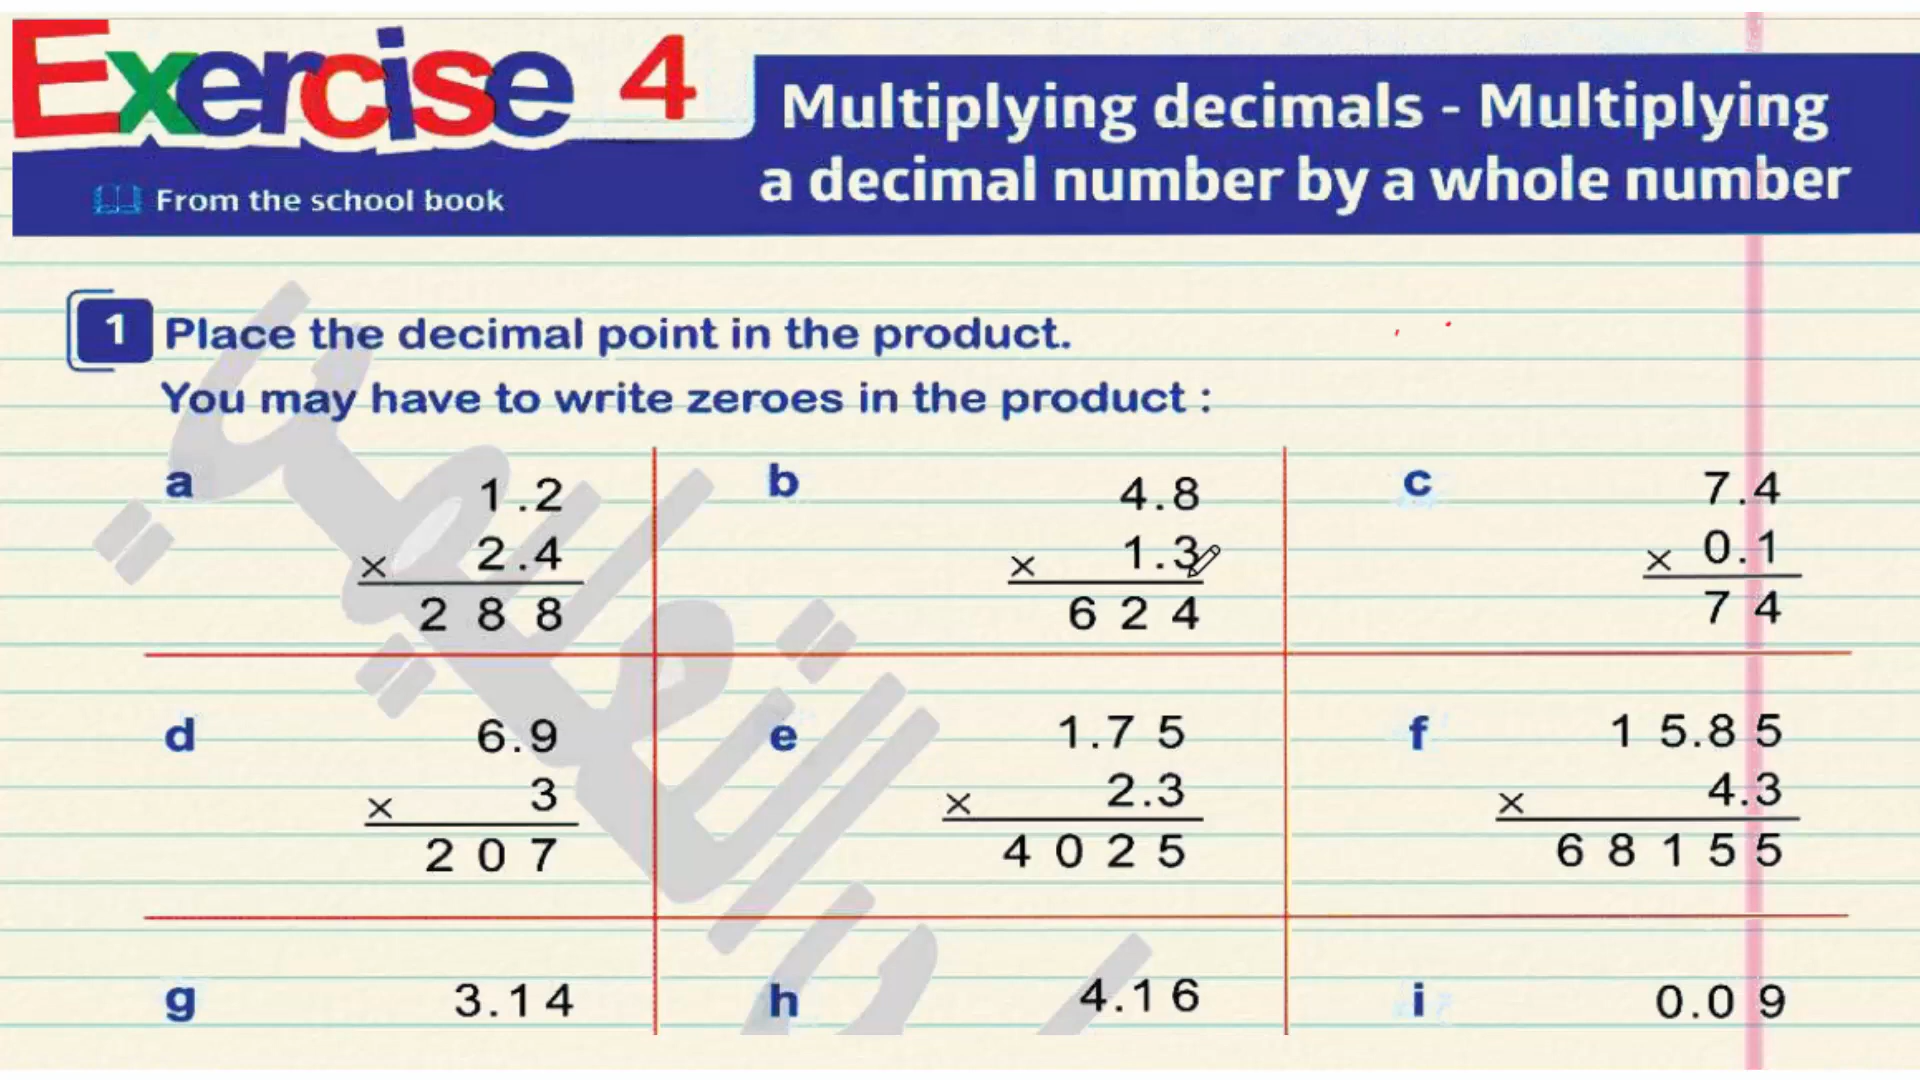 Exercise 4
Multiplying decimals - Multiplying
a decimal number by a whole number
From the school book
1 Place the decimal point in the product.
You may have to write zeroes in the product :
a 1.2
× 2.4
2 8 8
b 4.8
× 1.3
6 2 4
c 7.4
× 0.1
7 4
d 6.9
× 3
2 0 7
e 1.7 5
× 2.3
4 0 2 5
f 1 5.8 5
× 4.3
6 8 1 5 5
g 3.1 4
h 4.1 6
i 0.0 9